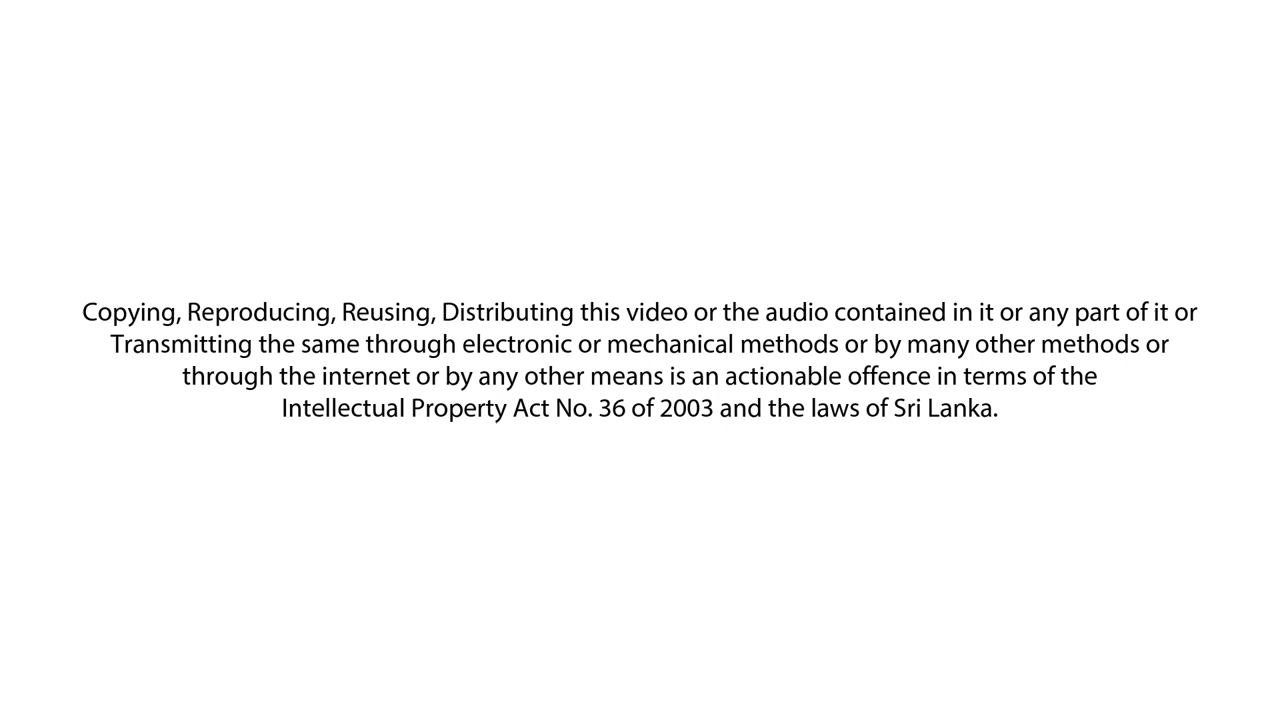 Copying, Reproducing, Reusing, Distributing this video or the audio contained in it or any part of it or
Transmitting the same through electronic or mechanical methods or by many other methods or
through the internet or by any other means is an actionable offence in terms of the
Intellectual Property Act No. 36 of 2003 and the laws of Sri Lanka.